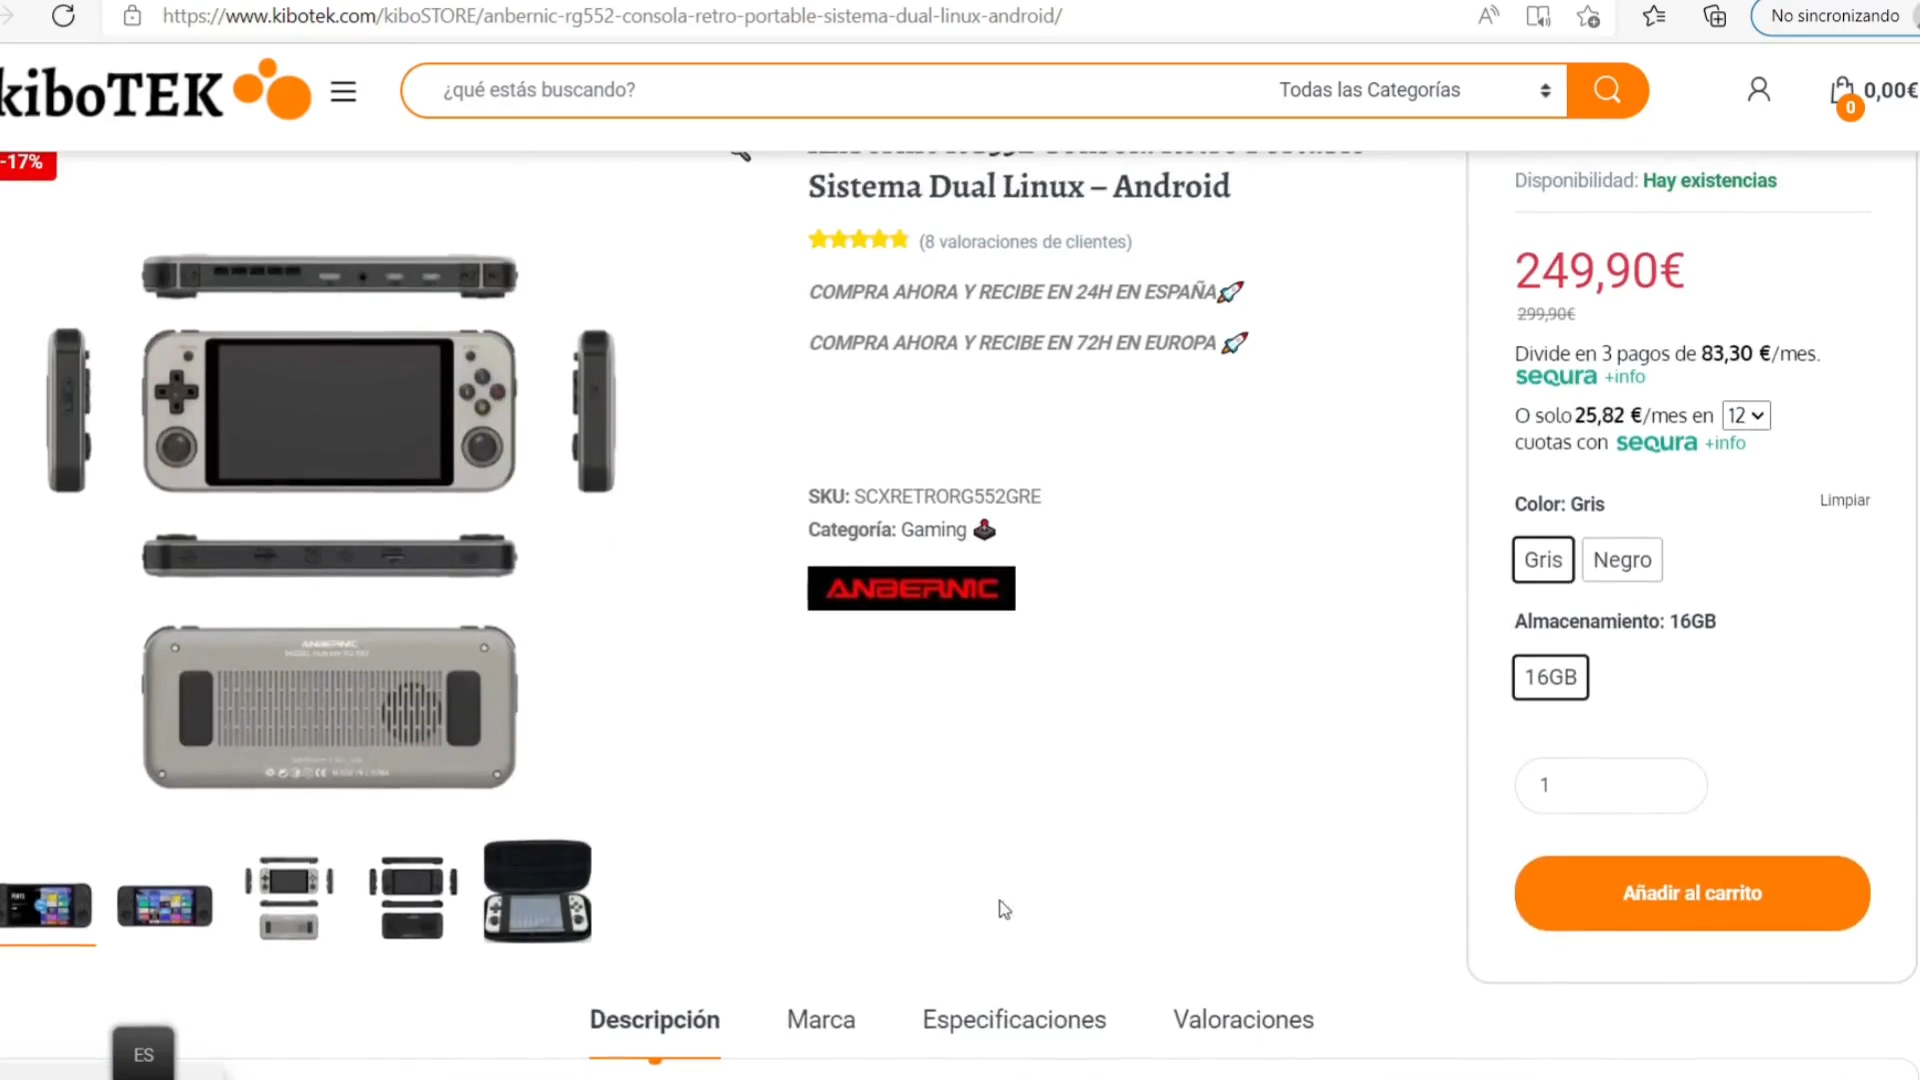 https://www.kibotek.com/kiboSTORE/anbernic-rg552-consola-retro-portable-sistema-dual-linux-android/
No sincronizando
kiboTEK
¿qué estás buscando?
Todas las Categorías
0,00€
0
-17%
Sistema Dual Linux – Android
(8 valoraciones de clientes)
COMPRA AHORA Y RECIBE EN 24H EN ESPAÑA
COMPRA AHORA Y RECIBE EN 72H EN EUROPA
SKU: SCXRETRORG552GRE
Categoría: Gaming
ANBERNIC
Disponibilidad: Hay existencias
249,90€
299,90€
Divide en 3 pagos de 83,30 €/mes.
seQura +info
O solo 25,82 €/mes en 12
cuotas con seQura +info
Color: Gris
Limpiar
Gris
Negro
Almacenamiento: 16GB
16GB
1
Añadir al carrito
ANBERNIC
Descripción
Marca
Especificaciones
Valoraciones
ES